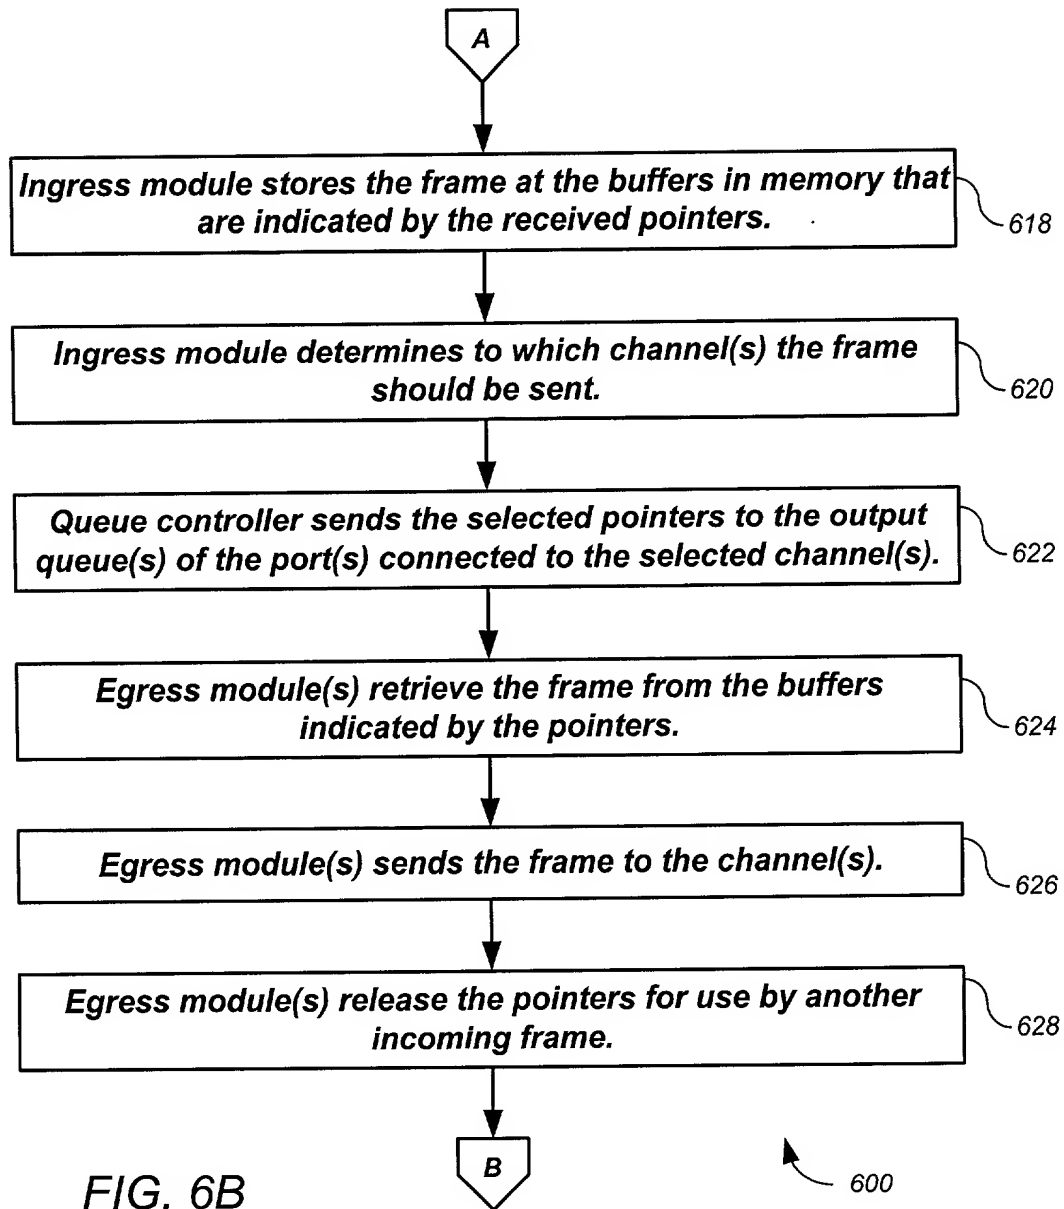 A
Ingress module stores the frame at the buffers in memory that
are indicated by the received pointers.
618
Ingress module determines to which channel(s) the frame
should be sent.
620
Queue controller sends the selected pointers to the output
queue(s) of the port(s) connected to the selected channel(s).
622
Egress module(s) retrieve the frame from the buffers
indicated by the pointers.
624
Egress module(s) sends the frame to the channel(s).
626
Egress module(s) release the pointers for use by another
incoming frame.
628
B
600
FIG. 6B